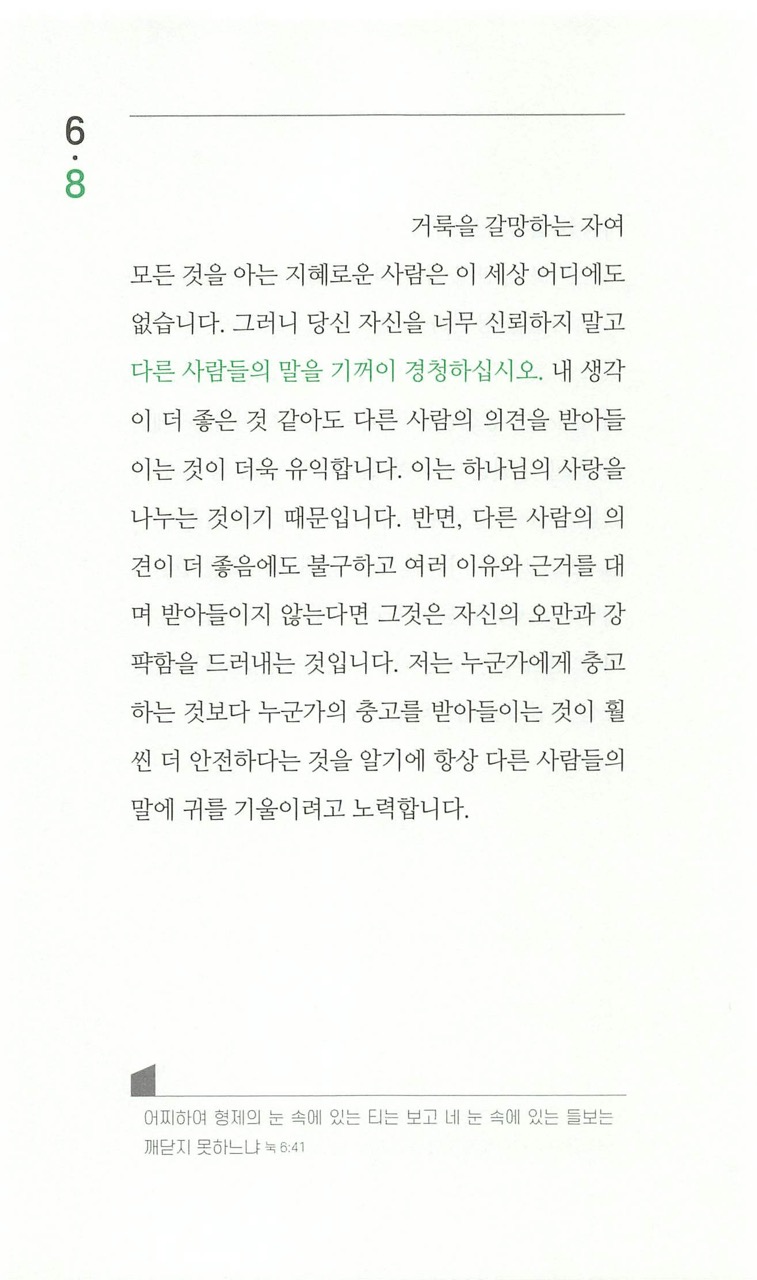 6
·
8
거룩을 갈망하는 자여
모든 것을 아는 지혜로운 사람은 이 세상 어디에도
없습니다. 그러니 당신 자신을 너무 신뢰하지 말고
다른 사람들의 말을 기꺼이 경청하십시오. 내 생각
이 더 좋은 것 같아도 다른 사람의 의견을 받아들
이는 것이 더욱 유익합니다. 이는 하나님의 사랑을
나누는 것이기 때문입니다. 반면, 다른 사람의 의
견이 더 좋음에도 불구하고 여러 이유와 근거를 대
며 받아들이지 않는다면 그것은 자신의 오만과 강
퍅함을 드러내는 것입니다. 저는 누군가에게 충고
하는 것보다 누군가의 충고를 받아들이는 것이 훨
씬 더 안전하다는 것을 알기에 항상 다른 사람들의
말에 귀를 기울이려고 노력합니다.
어찌하여 형제의 눈 속에 있는 티는 보고 네 눈 속에 있는 들보는
깨닫지 못하느냐 눅 6:41